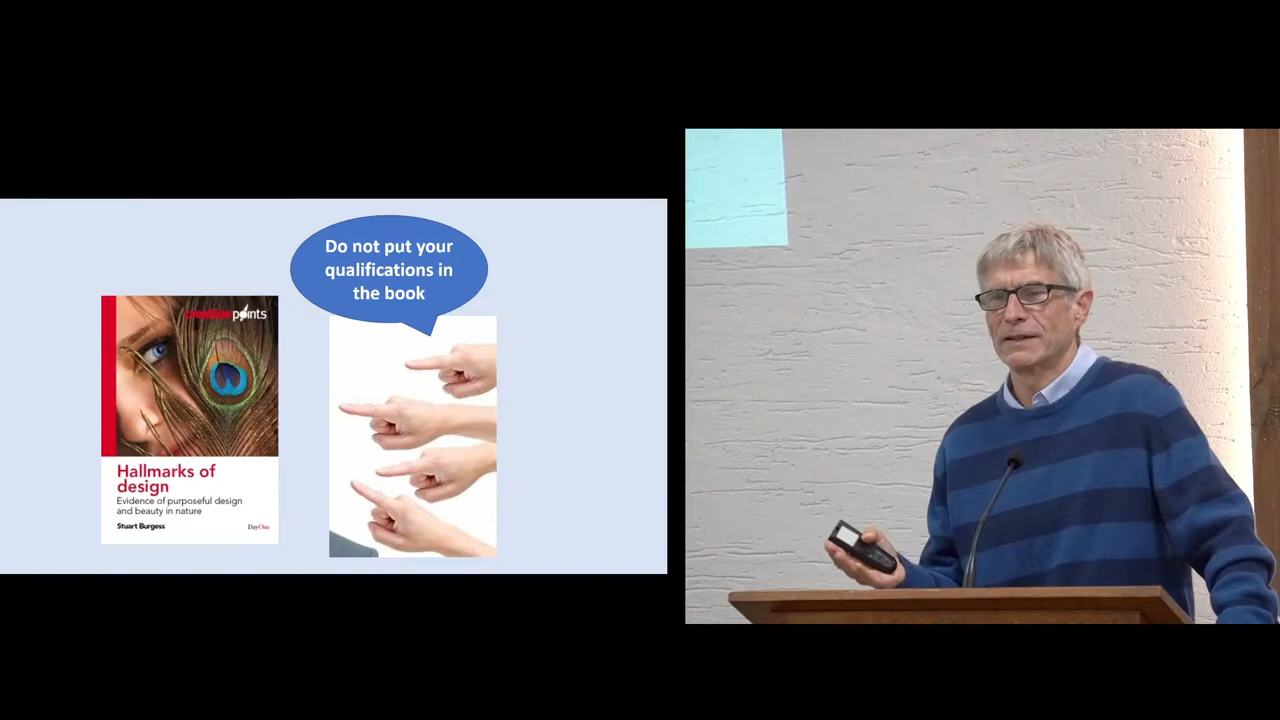 Do not put your
qualifications in
the book
creation points
Hallmarks of
design
Evidence of purposeful design
and beauty in nature
Stuart Burgess
DayOne